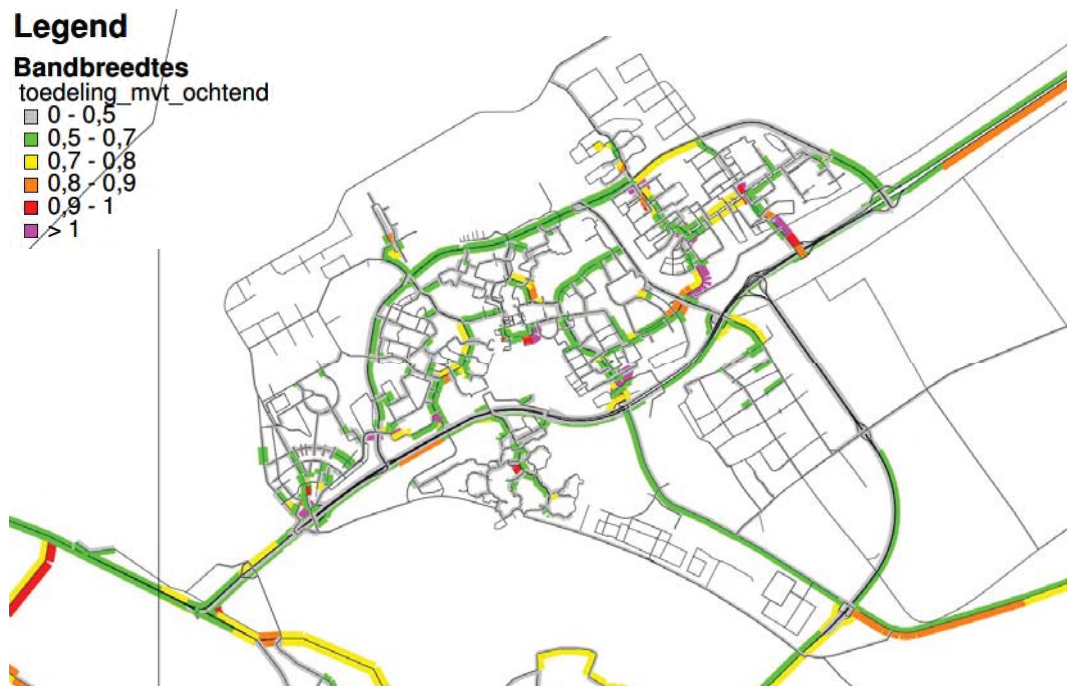 Legend
Bandbreedtes
toedeling_mvt_ochtend
0 - 0,5
0,5 - 0,7
0,7 - 0,8
0,8 - 0,9
0,9 - 1
> 1